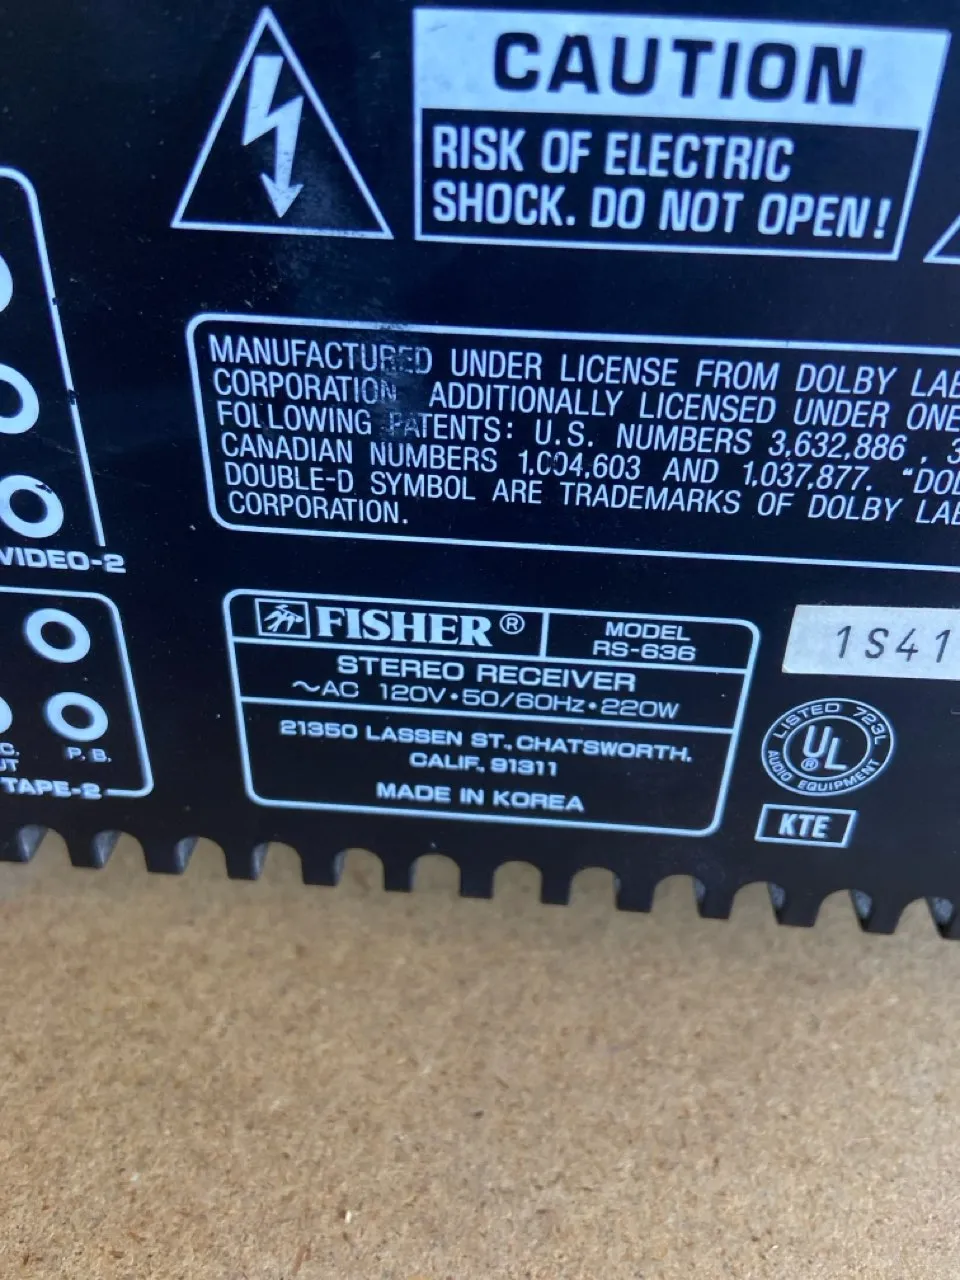 CAUTION
RISK OF ELECTRIC
SHOCK. DO NOT OPEN!
MANUFACTURED UNDER LICENSE FROM DOLBY LAB
CORPORATION. ADDITIONALLY LICENSED UNDER ONE
FOLLOWING PATENTS: U.S. NUMBERS 3,632,886 , 3
CANADIAN NUMBERS 1,004,603 AND 1,037,877. “DOL
DOUBLE-D SYMBOL ARE TRADEMARKS OF DOLBY LAB
CORPORATION.
VIDEO-2
FISHER®
MODEL
RS-636
STEREO RECEIVER
~AC 120V•50/60Hz•220W
21350 LASSEN ST., CHATSWORTH,
CALIF., 91311
MADE IN KOREA
1S41
LISTED 723L
UL®
AUDIO EQUIPMENT
KTE
C. P. B.
UT
TAPE-2